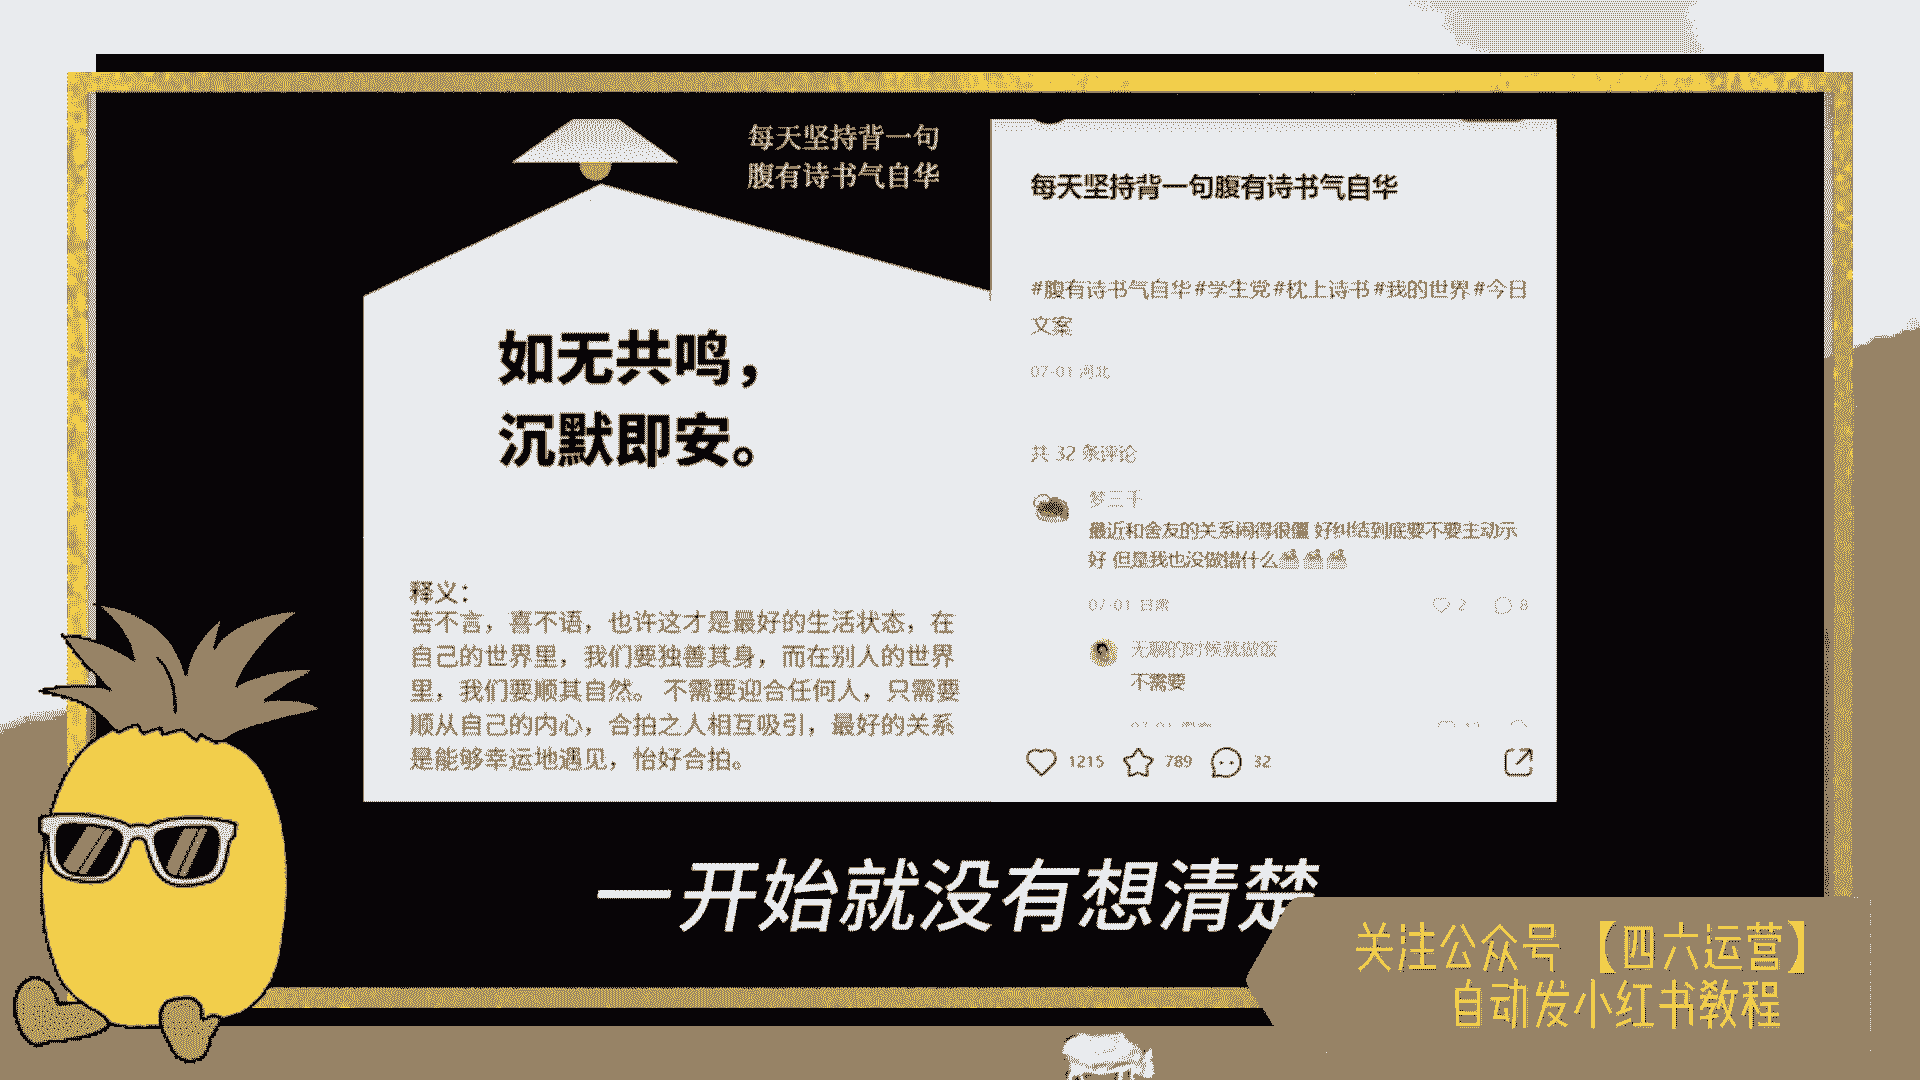 每天坚持背一句
腹有诗书气自华
如无共鸣，
沉默即安。
释义：
苦不言，喜不语，也许这才是最好的生活状态，在
自己的世界里，我们要独善其身，而在别人的世界
里，我们要顺其自然。 不需要迎合任何人，只需要
顺从自己的内心，合拍之人相互吸引，最好的关系
是能够幸运地遇见，恰好合拍。
每天坚持背一句腹有诗书气自华
#腹有诗书气自华#学生党#枕上诗书#我的世界#今日
文案
07-01 河北
共 32 条评论
梦三千
最近和舍友的关系闹得很僵 好纠结到底要不要主动示
好 但是我也没做错什么
07-01 甘肃 2 8
无聊的时候就做饭
不需要
1215 789 32
一开始就没有想清楚
关注公众号【四六运营】
自动发小红书教程